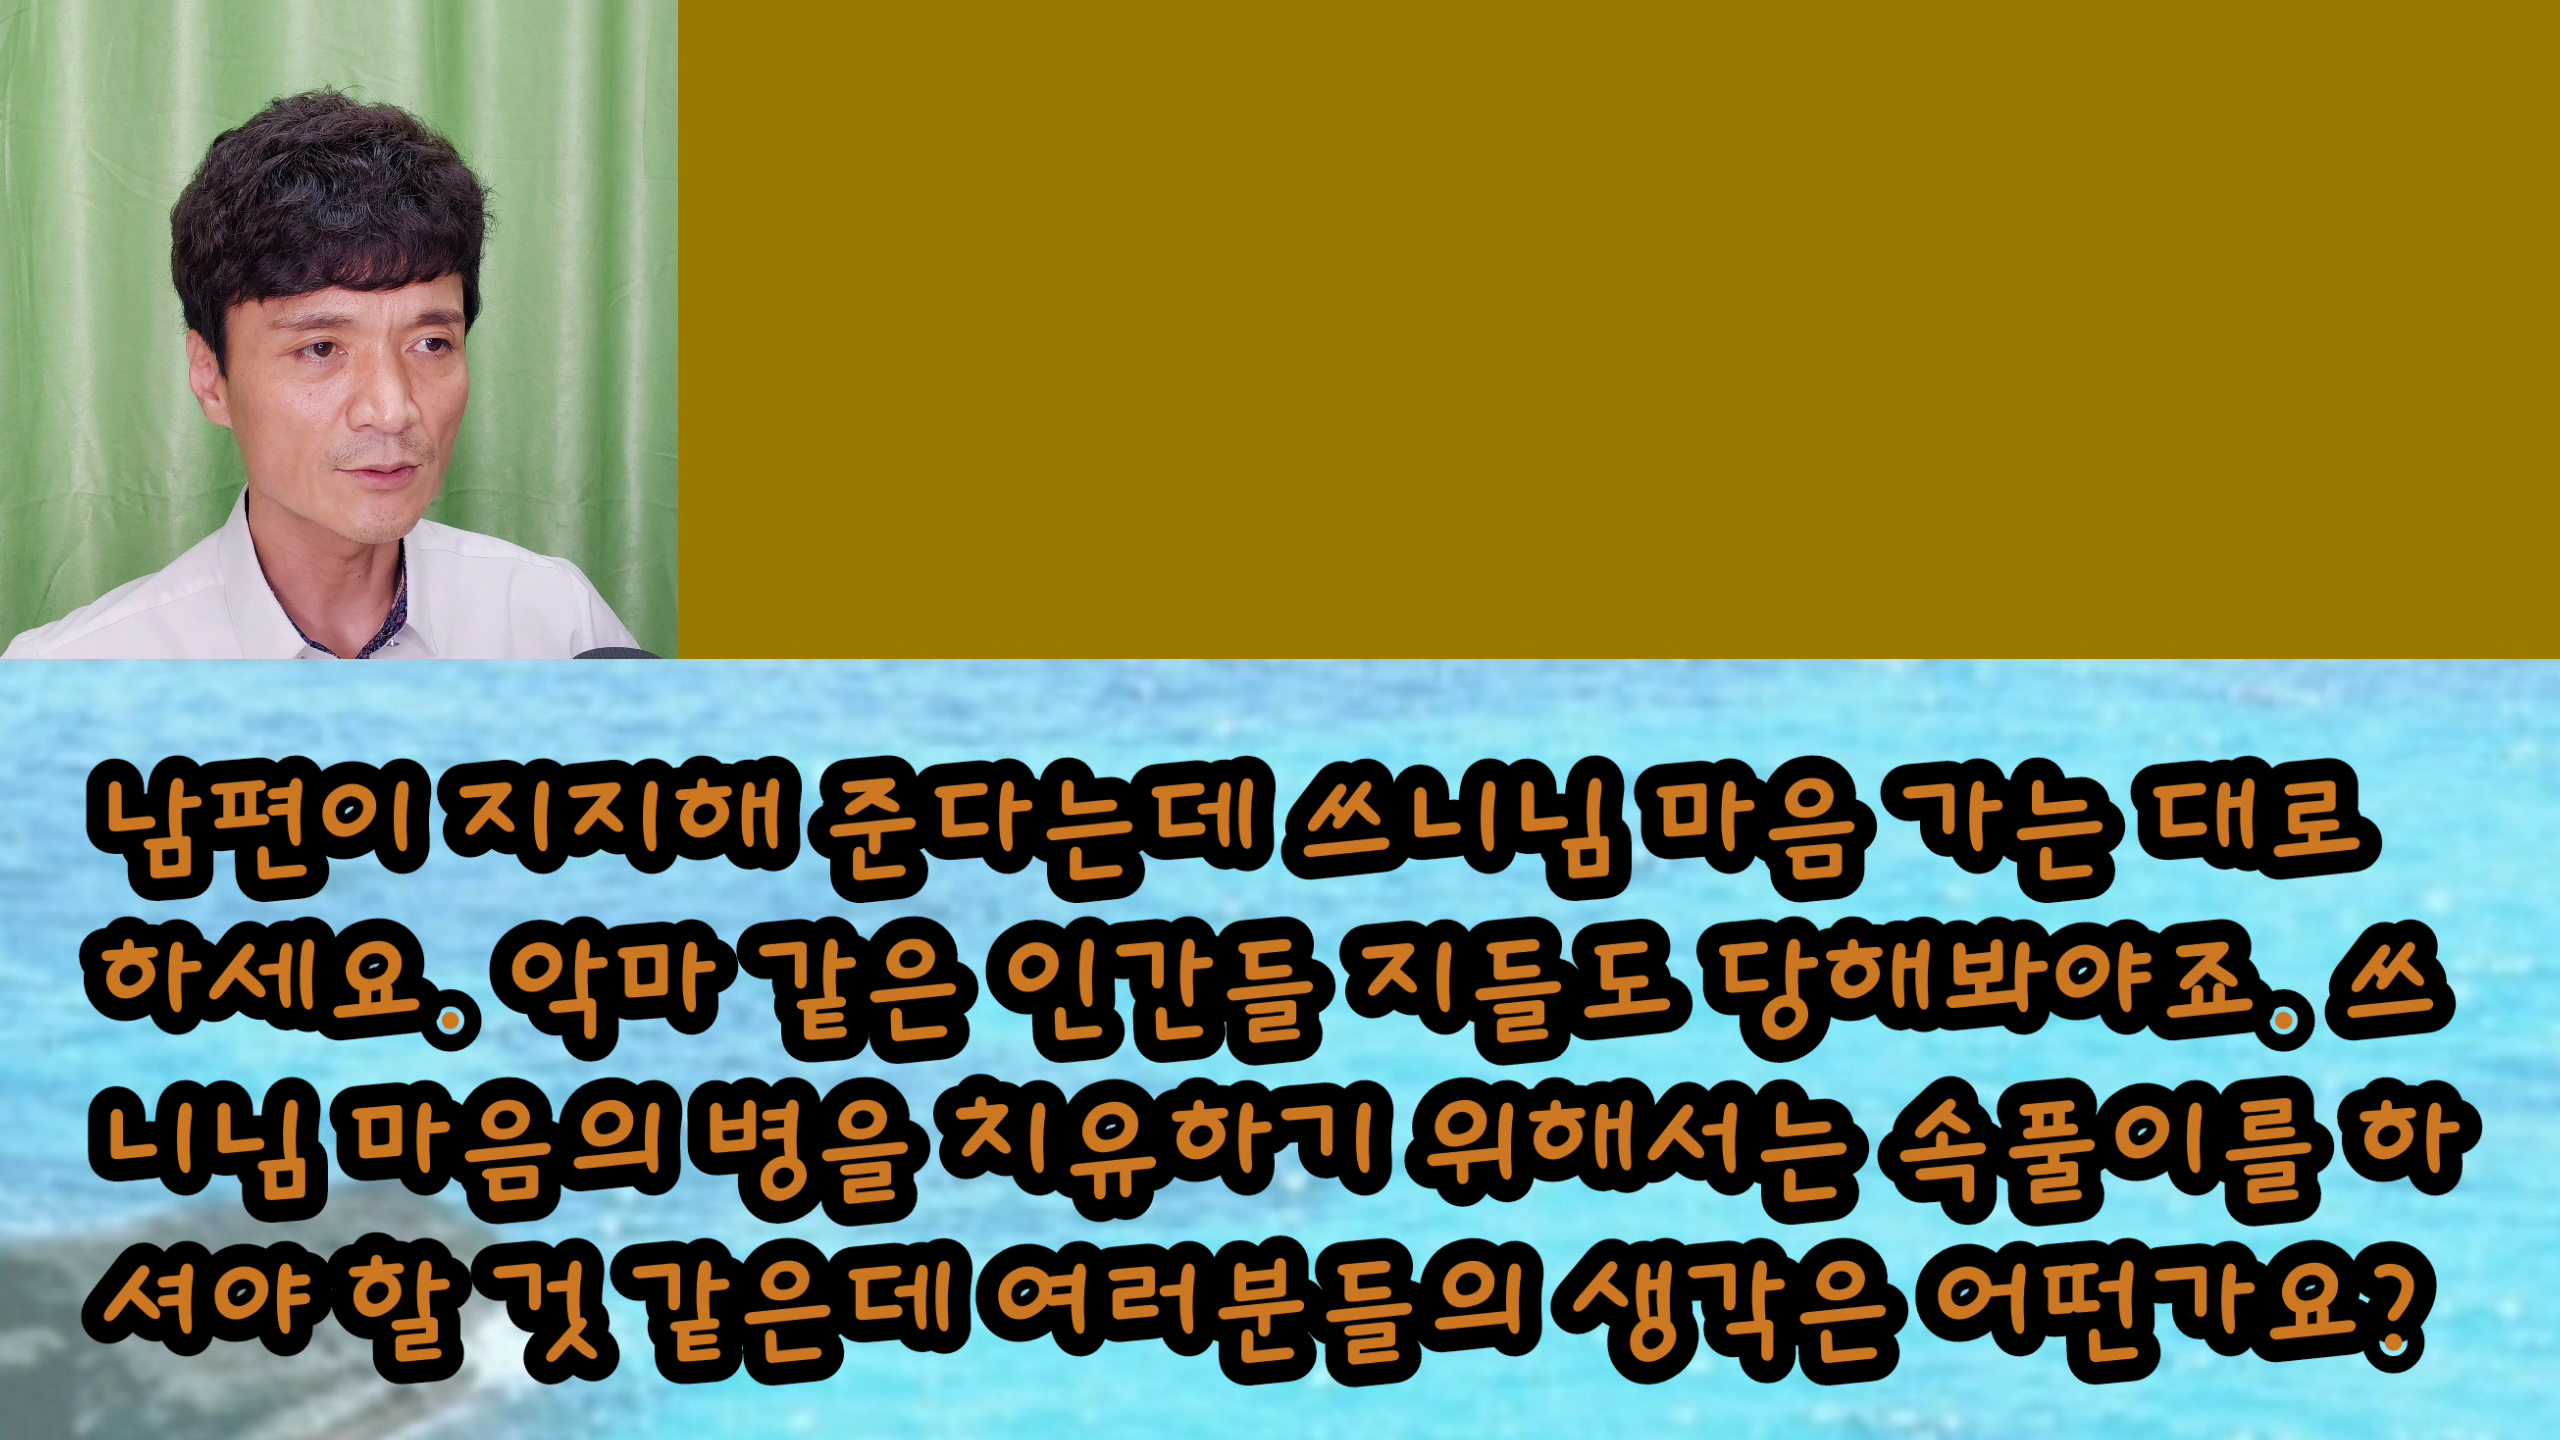 남편이 지지해 준다는데 쓰니님 마음 가는 대로
하세요. 악마 같은 인간들 지들도 당해봐야죠. 쓰
니님 마음의 병을 치유하기 위해서는 속풀이를 하
셔야 할 것 같은데 여러분들의 생각은 어떤가요?